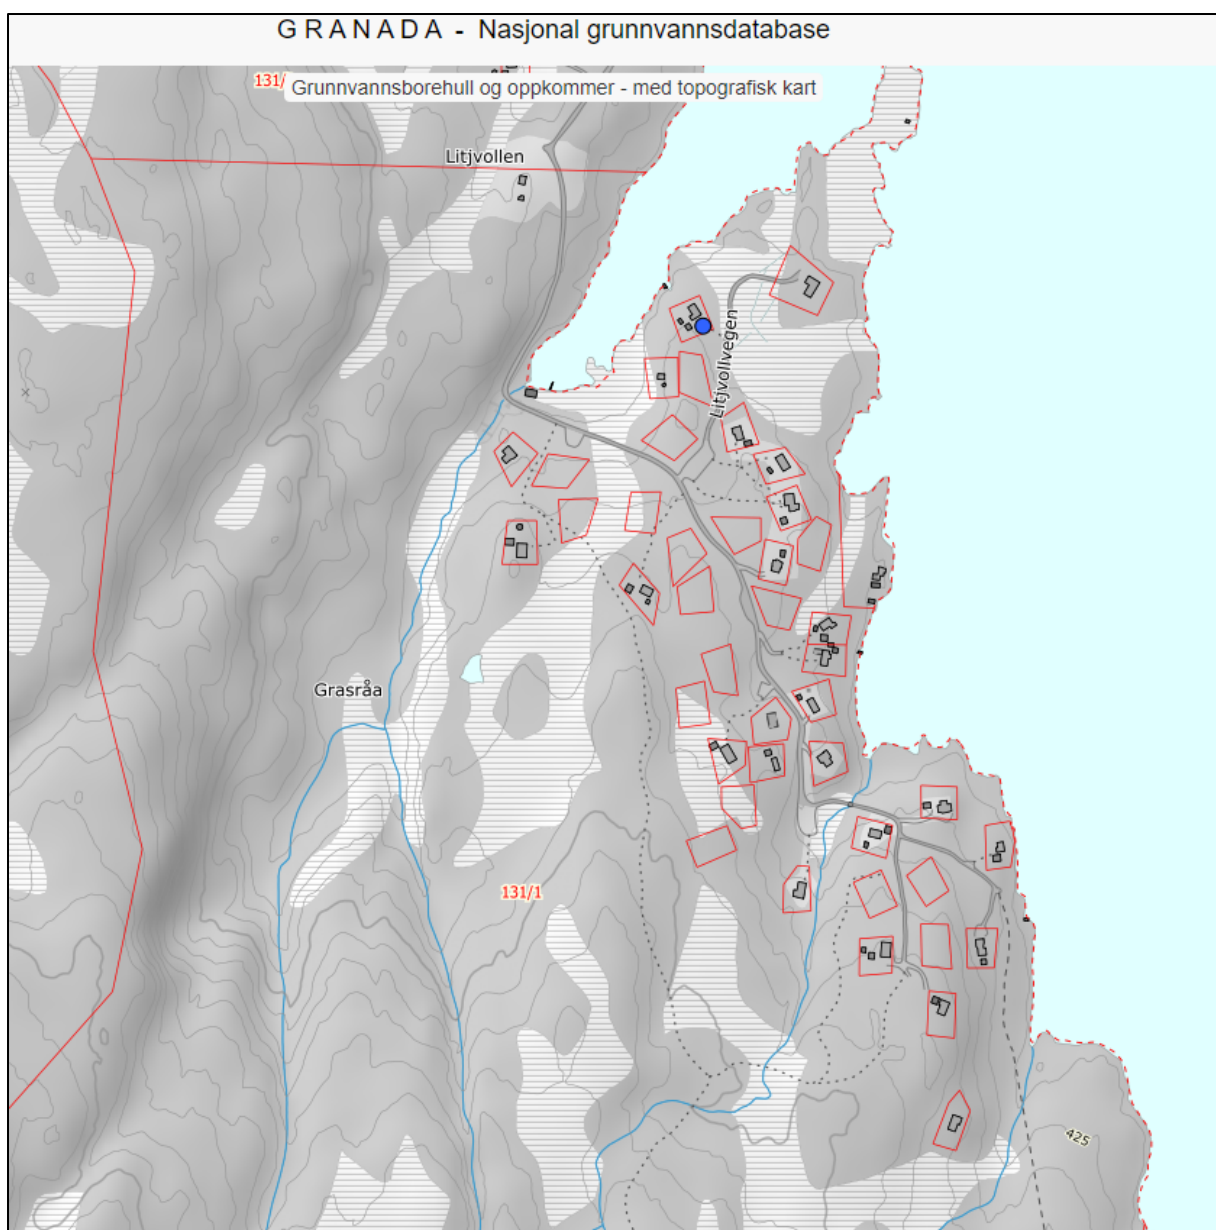 G R A N A D A - Nasjonal grunnvannsdatabase
131/
Grunnvannsborehull og oppkommer - med topografisk kart
Litjvollen
Litjvollvegen
Grasråa
131/1
425